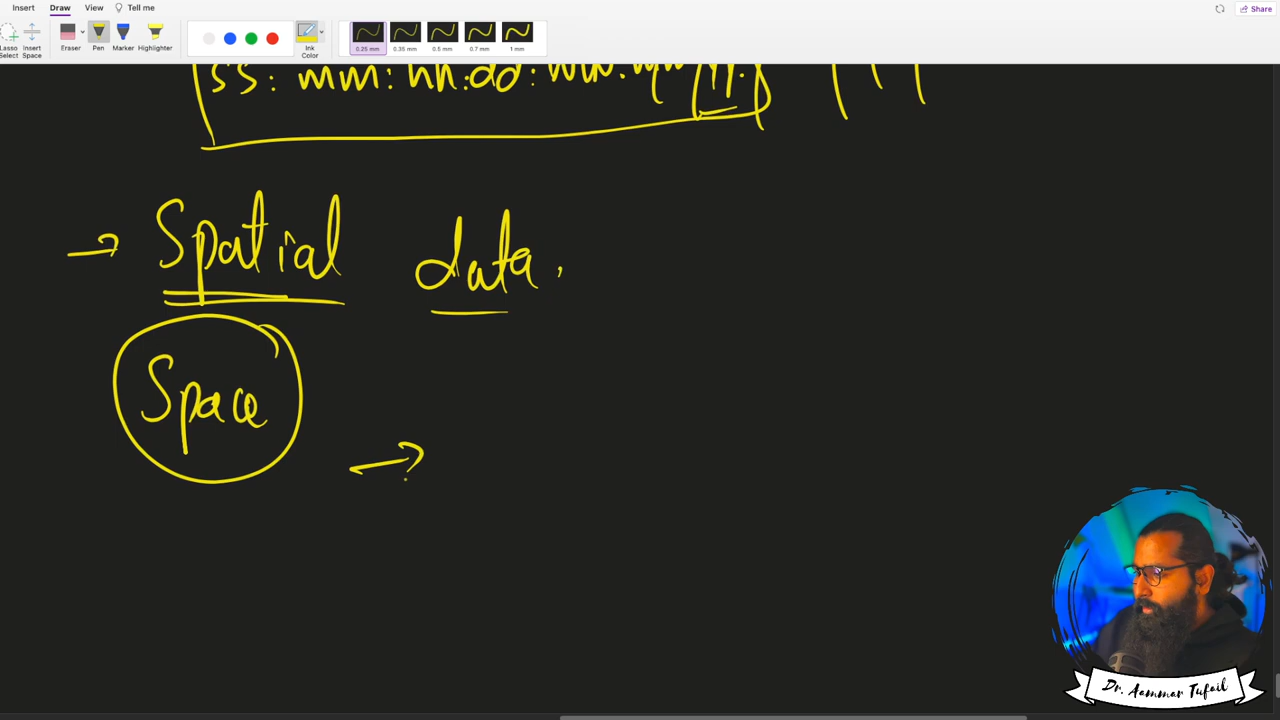 Insert Draw View Tell me Share
Lasso Select Insert Space Eraser Pen Marker Highlighter Ink Color 0.25 mm 0.35 mm 0.5 mm 0.7 mm 1 mm
ss: mm: hh: dd: mm.
→ Spatial data.
Space
→
Dr. Aammar Tufail